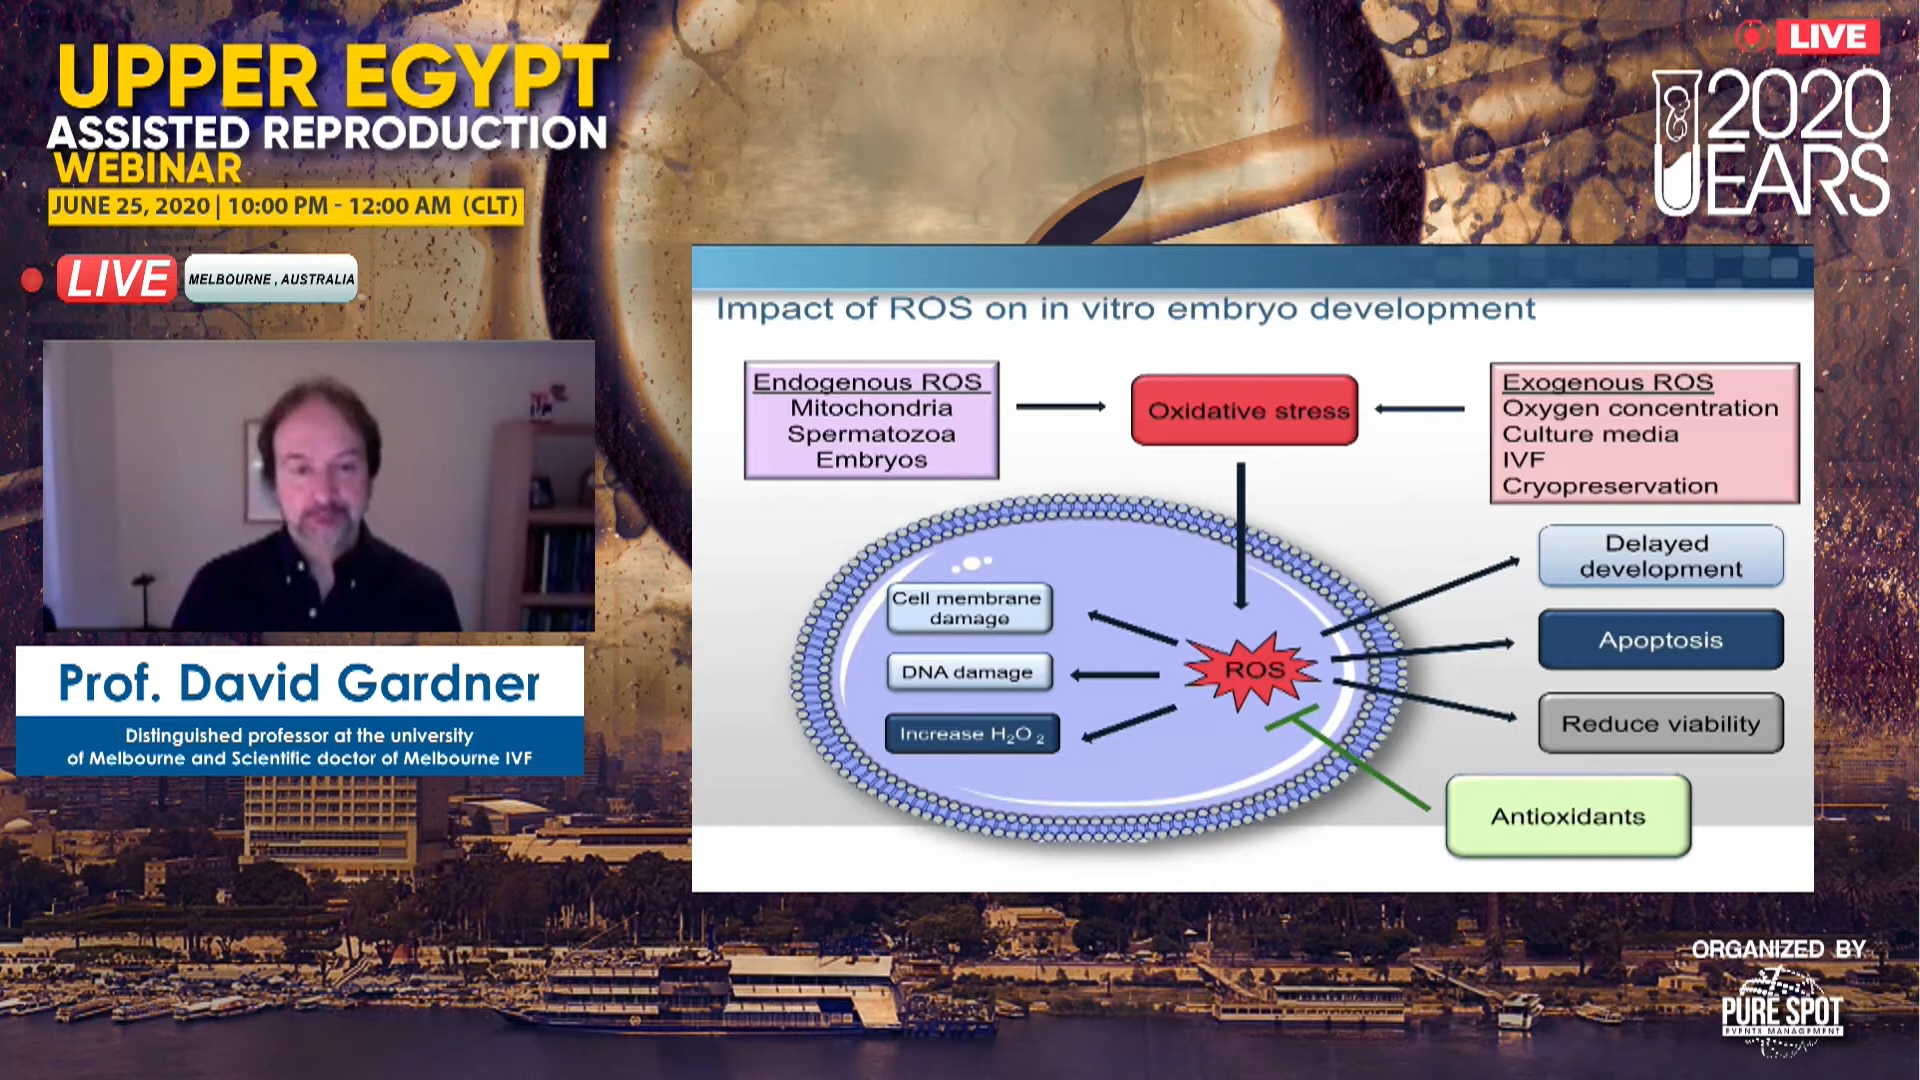 UPPER EGYPT
ASSISTED REPRODUCTION
WEBINAR
JUNE 25, 2020 | 10:00 PM - 12:00 AM (CLT)
LIVE
MELBOURNE , AUSTRALIA
Prof. David Gardner
Distinguished professor at the university
of Melbourne and Scientific doctor of Melbourne IVF
LIVE
2020
UEARS
Impact of ROS on in vitro embryo development
Endogenous ROS
Mitochondria
Spermatozoa
Embryos
Oxidative stress
Exogenous ROS
Oxygen concentration
Culture media
IVF
Cryopreservation
Cell membrane
damage
DNA damage
Increase H₂O ₂
ROS
Delayed
development
Apoptosis
Reduce viability
Antioxidants
ORGANIZED BY
PURE SPOT
EVENTS MANAGEMENT